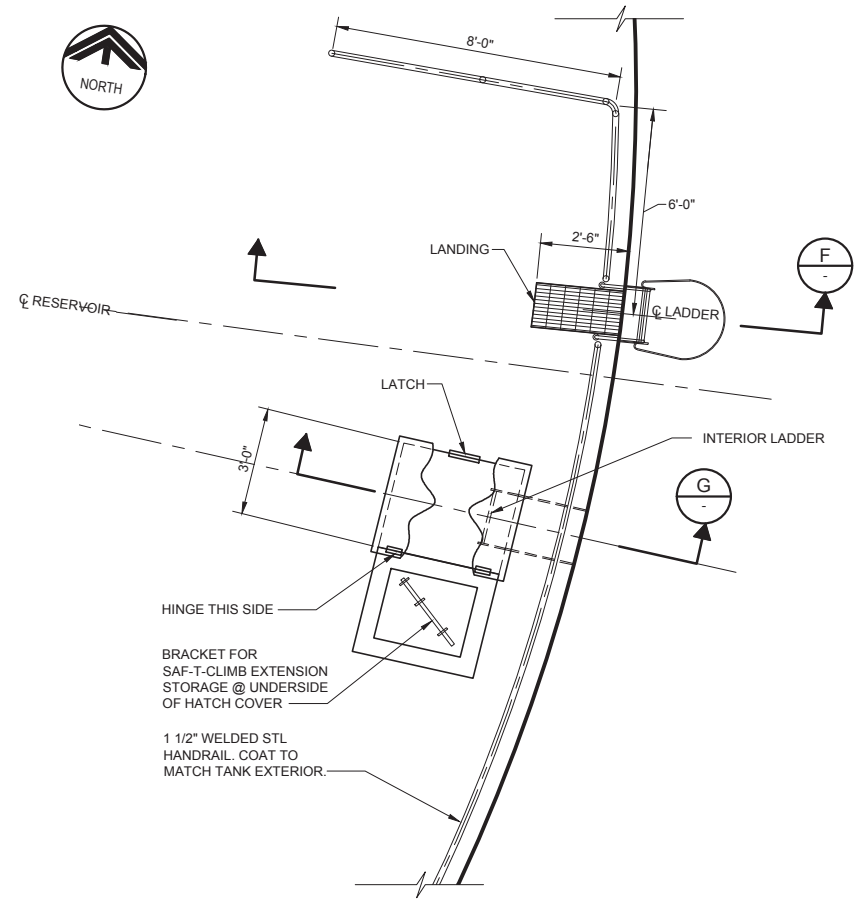 8'-0"
NORTH
6'-0"
2'-6"
LANDING
F
-
℄ RESERVOIR
℄ LADDER
LATCH
3'-0"
INTERIOR LADDER
G
-
HINGE THIS SIDE
BRACKET FOR
SAF-T-CLIMB EXTENSION
STORAGE @ UNDERSIDE
OF HATCH COVER
1 1/2" WELDED STL
HANDRAIL. COAT TO
MATCH TANK EXTERIOR.